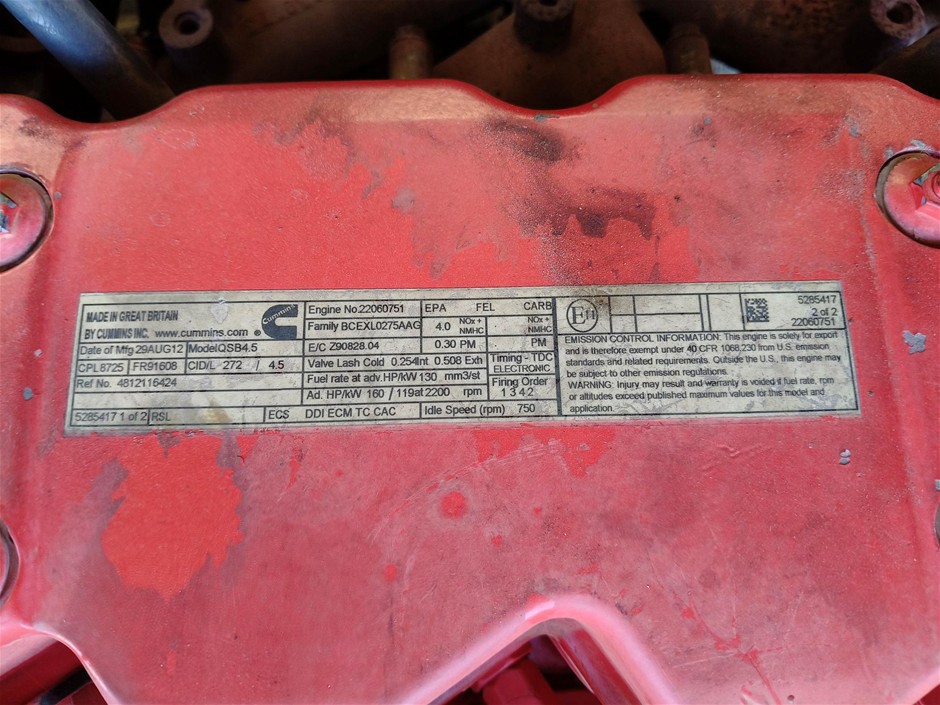 MADE IN GREAT BRITAIN
BY CUMMINS INC. www.cummins.com ®
Cummins
Date of Mfg 29AUG12 Model QSB4.5
CPL 8725 FR91608 CID/L 272 / 4.5
Ref No. 4812116424
5285417 1 of 2 RSL
ECS DDI ECM TC CAC
Engine No. 22060751
Family BCEXL0275AAG
E/C Z90828.04
Valve Lash Cold 0.254 Int 0.508 Exh
Fuel rate at adv. HP/kW 130 mm3/st
Ad. HP/kW 160 / 119 at 2200 rpm
Idle Speed (rpm) 750
EPA FEL CARB
4.0 NOx + NMHC NOx + NMHC
0.30 PM PM
Timing - TDC
ELECTRONIC
Firing Order
1 3 4 2
E11
5285417
2 of 2
22060751
EMISSION CONTROL INFORMATION: This engine is solely for export
and is therefore exempt under 40 CFR 1068.230 from U.S. emission
standards and related requirements. Outside the U.S., this engine may
be subject to emission regulations.
WARNING: Injury may result and warranty is voided if fuel rate, rpm
or altitudes exceed published maximum values for this model and
application.